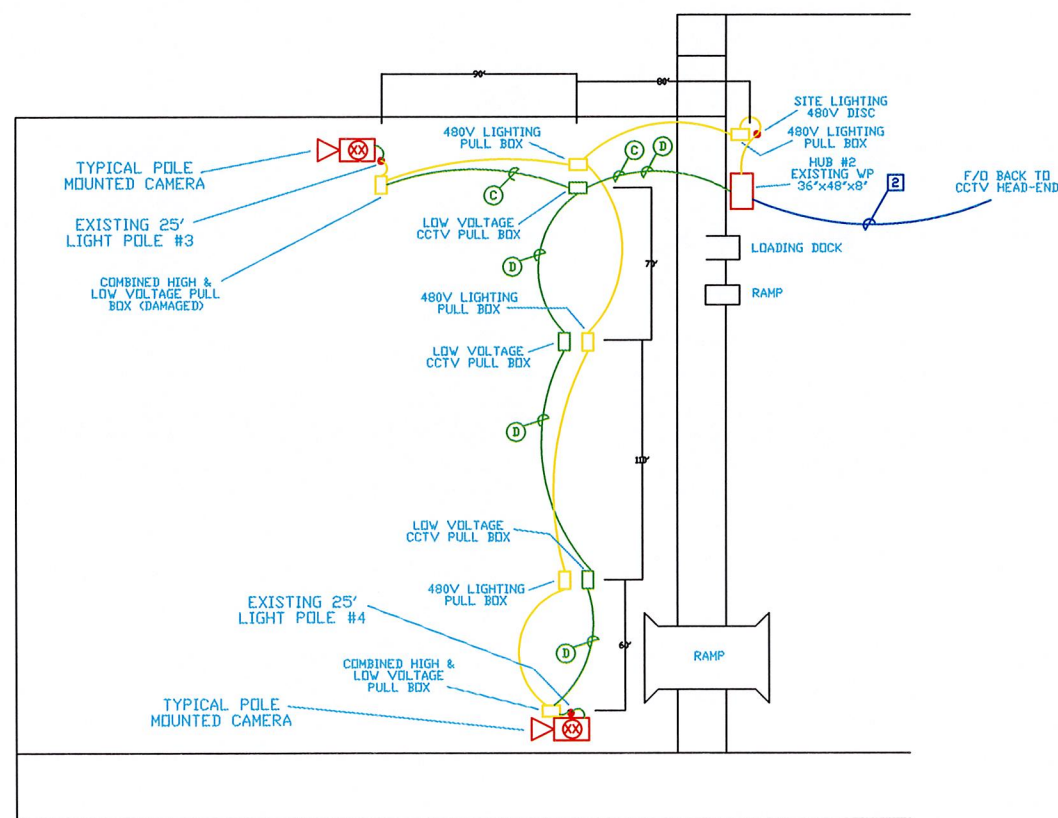 90'
80'
SITE LIGHTING
480V DISC
480V LIGHTING
PULL BOX
480V LIGHTING
PULL BOX
XX
TYPICAL POLE
MOUNTED CAMERA
C
D
HUB #2
EXISTING WP
36"x48"x8"
2
F/O BACK TO
CCTV HEAD-END
C
EXISTING 25'
LIGHT POLE #3
LOW VOLTAGE
CCTV PULL BOX
LOADING DOCK
D
COMBINED HIGH &
LOW VOLTAGE PULL
BOX (DAMAGED)
RAMP
480V LIGHTING
PULL BOX
LOW VOLTAGE
CCTV PULL BOX
D
110'
LOW VOLTAGE
CCTV PULL BOX
480V LIGHTING
PULL BOX
EXISTING 25'
LIGHT POLE #4
60'
D
RAMP
COMBINED HIGH &
LOW VOLTAGE
PULL BOX
TYPICAL POLE
MOUNTED CAMERA
XX